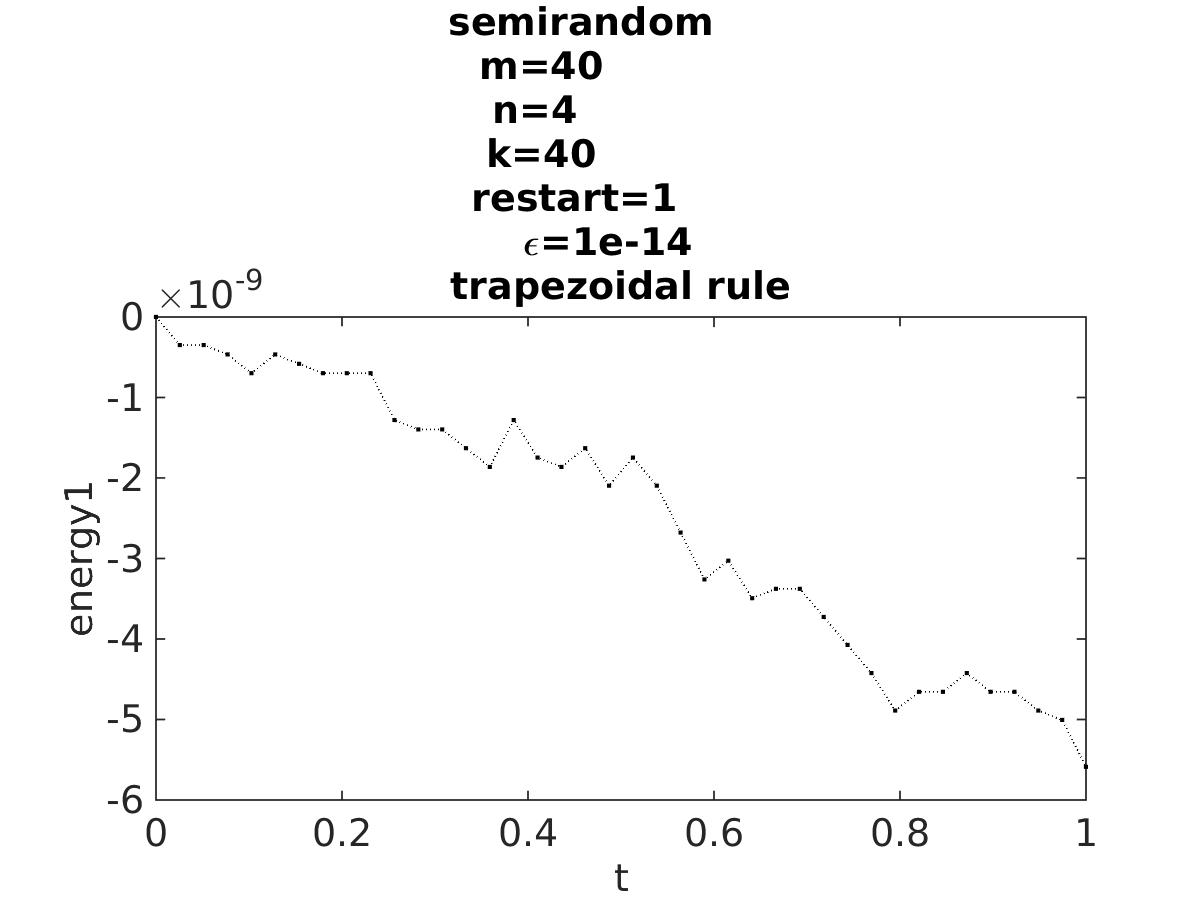 semirandom
m=40
n=4
k=40
restart=1
ϵ=1e-14
trapezoidal rule
×10-9
0
-1
-2
-3
-4
-5
-6
energy1
0 0.2 0.4 0.6 0.8 1
t